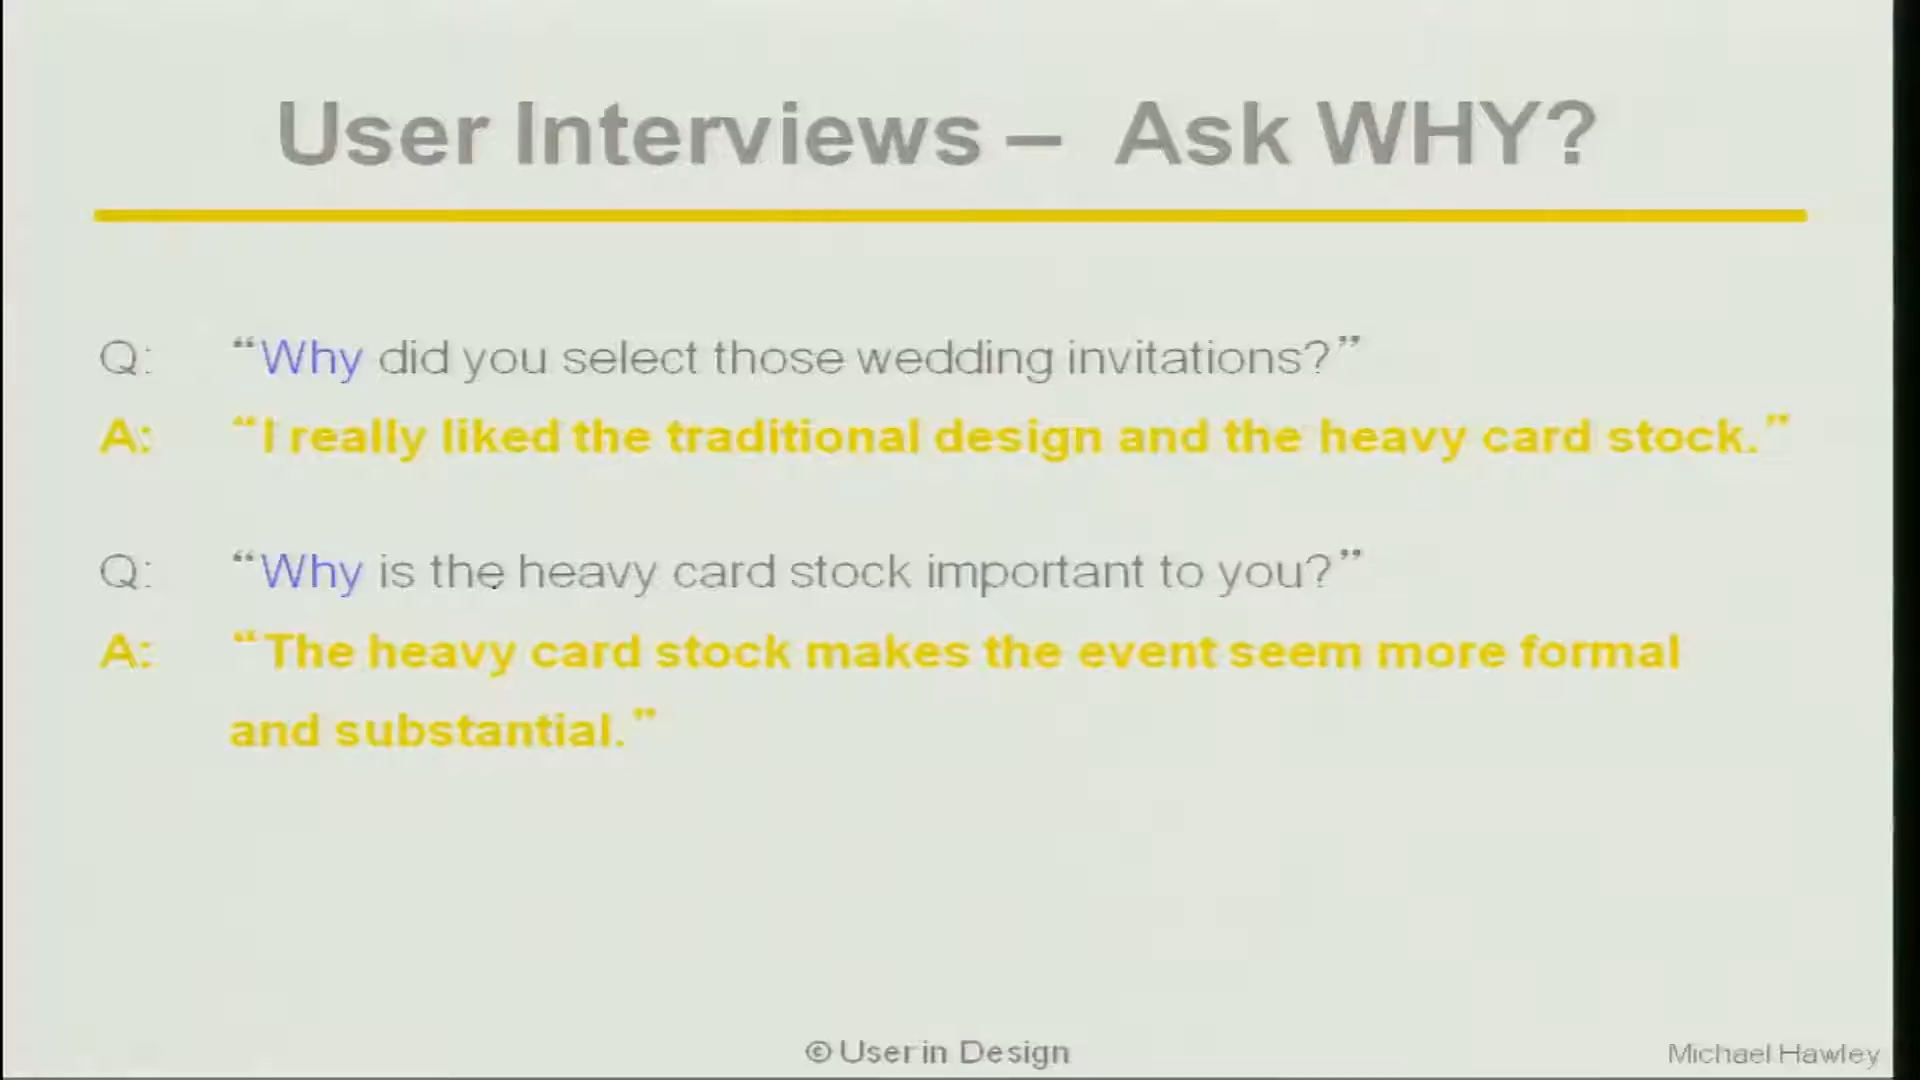 User Interviews – Ask WHY?
Q: “Why did you select those wedding invitations?”
A: “I really liked the traditional design and the heavy card stock.”
Q: “Why is the heavy card stock important to you?”
A: “The heavy card stock makes the event seem more formal
and substantial.”
© User in Design
Michael Hawley